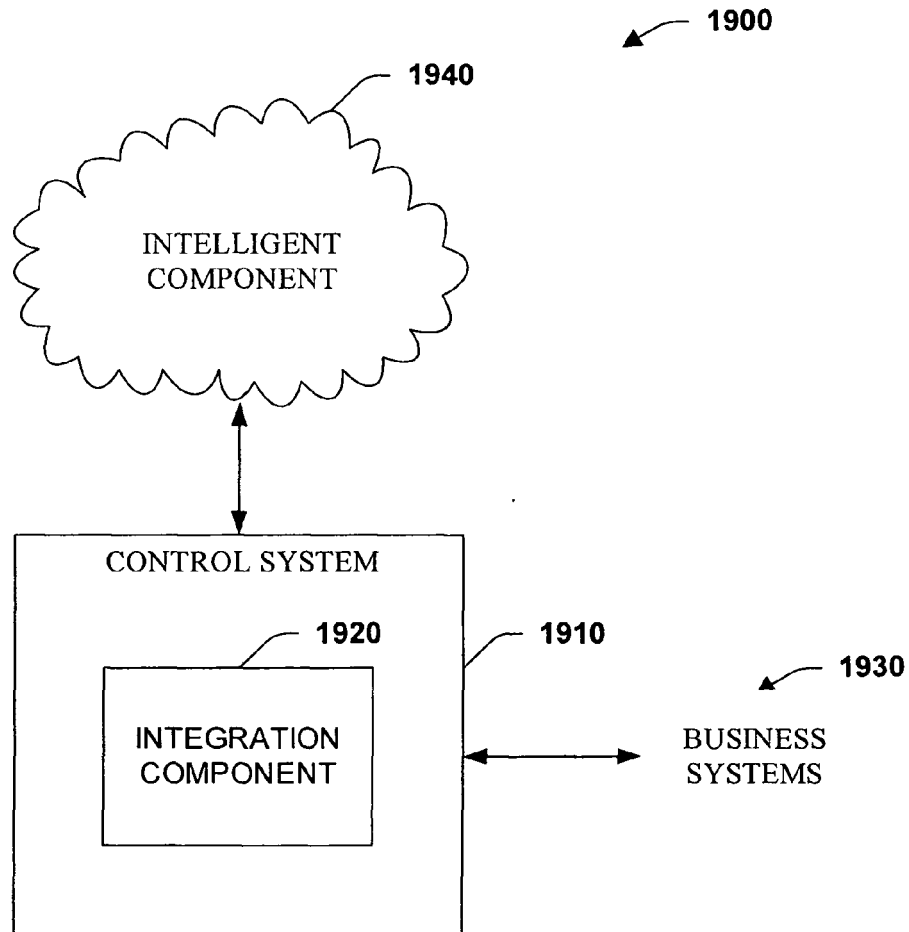 1900
1940
INTELLIGENT
COMPONENT
CONTROL SYSTEM
1920
1910
1930
INTEGRATION
COMPONENT
BUSINESS
SYSTEMS